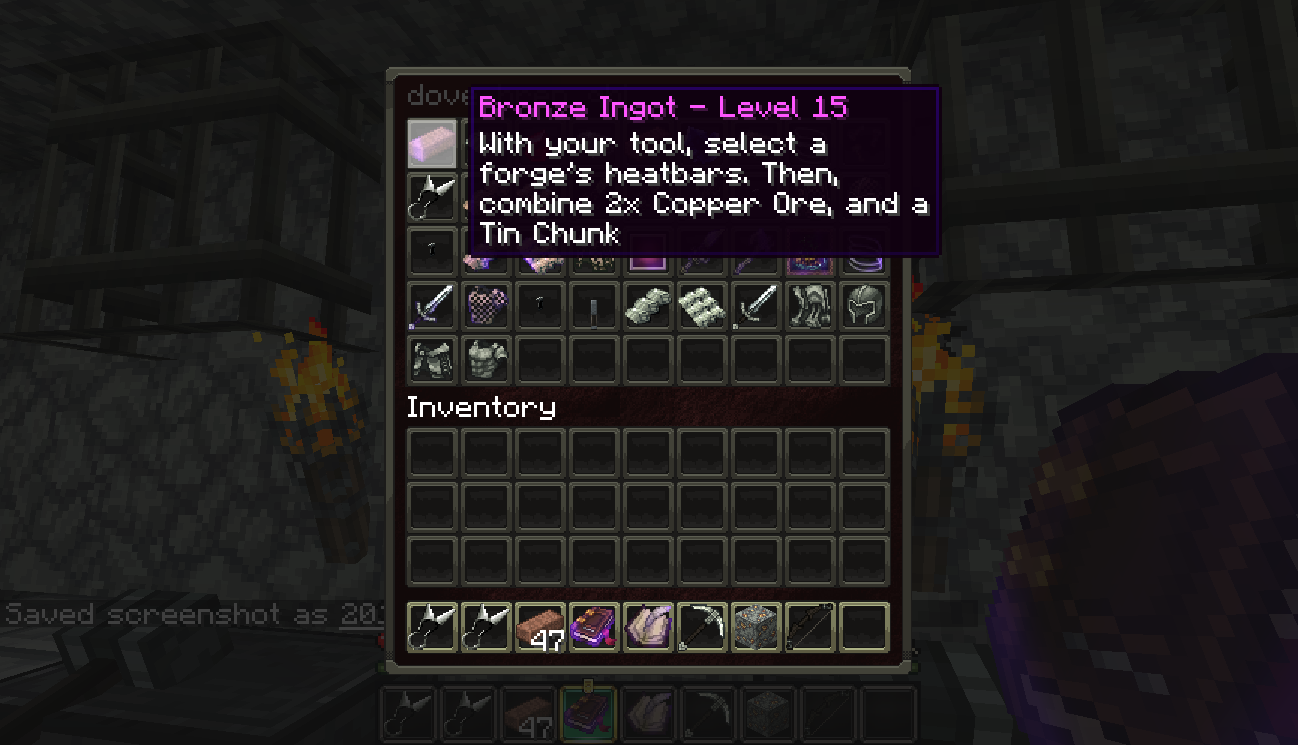 dove
Bronze Ingot - Level 15
With your tool, select a
forge's heatbars. Then,
combine 2x Copper Ore, and a
Tin Chunk
Inventory
Saved screenshot as 201
47
47